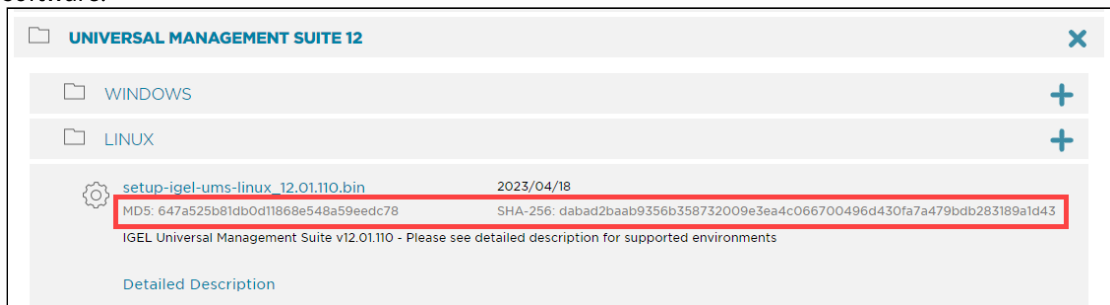 software.
UNIVERSAL MANAGEMENT SUITE 12
WINDOWS
LINUX
setup-igel-ums-linux_12.01.110.bin 2023/04/18
MD5: 647a525b81db0d11868e548a59eedc78 SHA-256: dabad2baab9356b358732009e3ea4c066700496d430fa7a479bdb283189a1d43
IGEL Universal Management Suite v12.01.110 - Please see detailed description for supported environments
Detailed Description